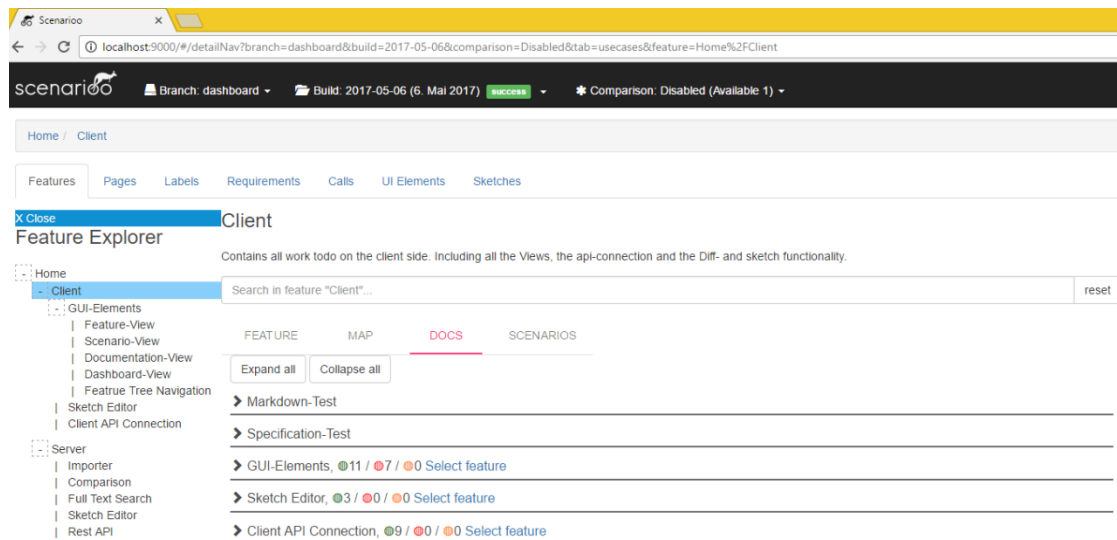 Scenarioo
localhost:9000/#/detailNav?branch=dashboard&build=2017-05-06&comparison=Disabled&tab=usecases&feature=Home%2FClient
scenarioo Branch: dashboard Build: 2017-05-06 (6. Mai 2017) success Comparison: Disabled (Available 1)
Home / Client
Features Pages Labels Requirements Calls UI Elements Sketches
X Close
Feature Explorer
- Home
- Client
- GUI-Elements
| Feature-View
| Scenario-View
| Documentation-View
| Dashboard-View
| Featrue Tree Navigation
| Sketch Editor
| Client API Connection
- Server
| Importer
| Comparison
| Full Text Search
| Sketch Editor
| Rest API
Client
Contains all work todo on the client side. Including all the Views, the api-connection and the Diff- and sketch functionality.
Search in feature "Client"... reset
FEATURE MAP DOCS SCENARIOS
Expand all Collapse all
Markdown-Test
Specification-Test
GUI-Elements, 11 / 7 / 0 Select feature
Sketch Editor, 3 / 0 / 0 Select feature
Client API Connection, 9 / 0 / 0 Select feature